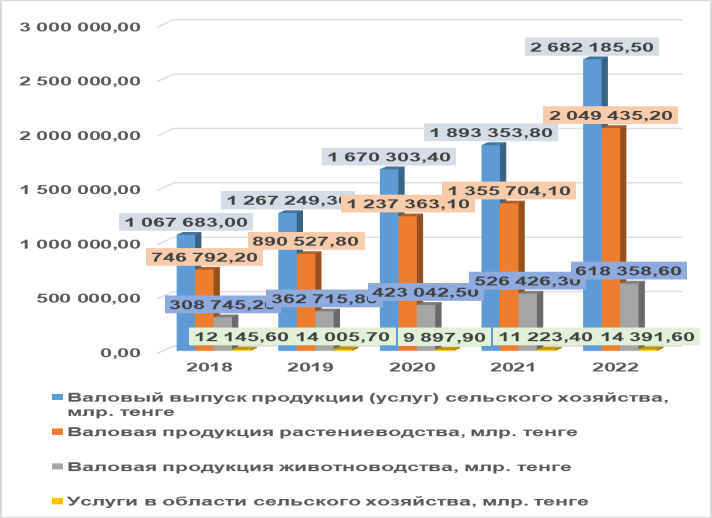 3 000 000,00
2 500 000,00
2 000 000,00
1 500 000,00
1 000 000,00
500 000,00
0,00
2 682 185,50
2 049 435,20
1 893 353,80
1 670 303,40
1 355 704,10
1 267 249,30
1 237 363,10
1 067 683,00
890 527,80
746 792,20
618 358,60
526 426,30
423 042,50
362 715,80
308 745,20
12 145,60 14 005,70 9 897,90 11 223,40 14 391,60
2018 2019 2020 2021 2022
Валовый выпуск продукции (услуг) сельского хозяйства,
млр. тенге
Валовая продукция растениеводства, млр. тенге
Валовая продукция животноводства, млр. тенге
Услуги в области сельского хозяйства, млр. тенге